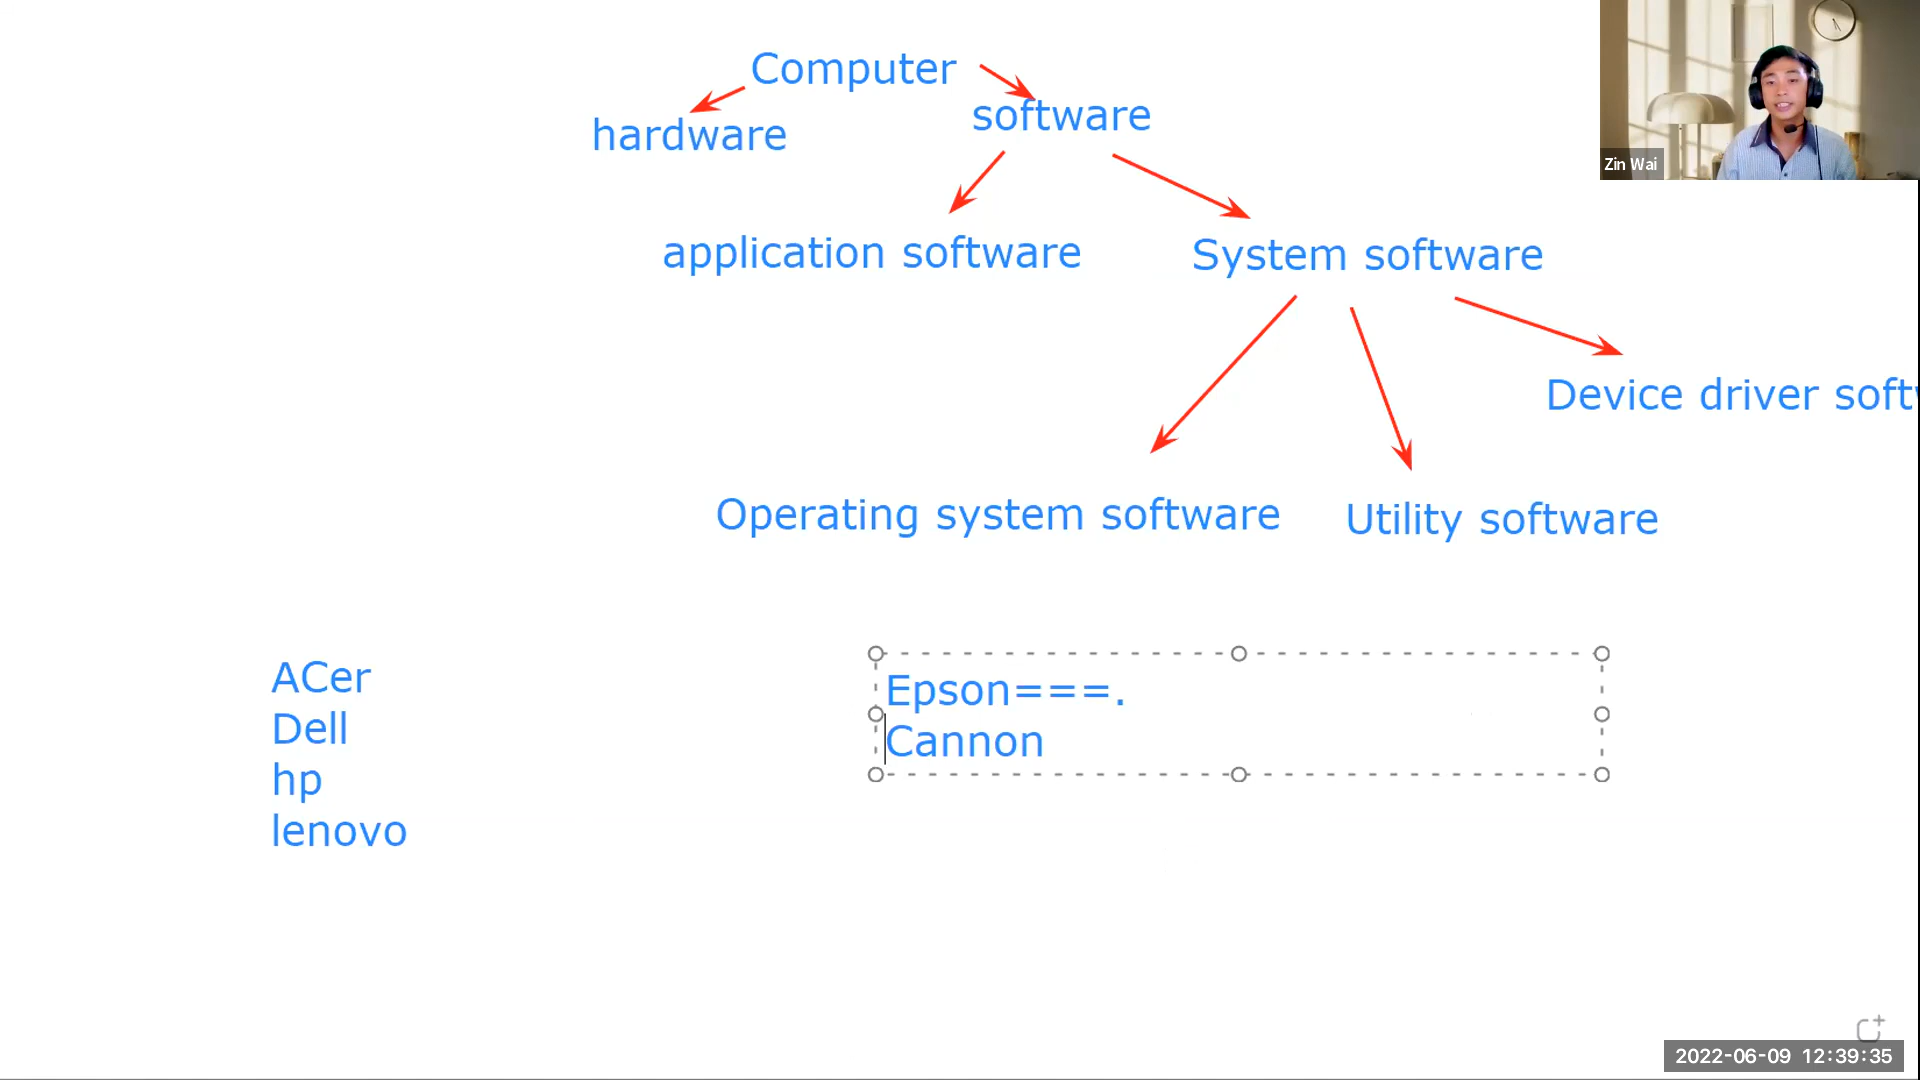 Computer
hardware
software
application software
System software
Device driver soft
Operating system software
Utility software
ACer
Dell
hp
lenovo
Epson===.
Cannon
Zin Wai
2022-06-09 12:39:35